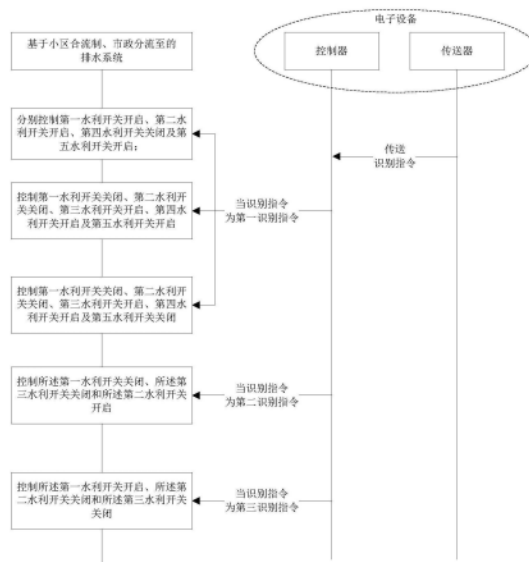 电子设备
基于小区合流制、市政分流至的
排水系统
控制器
传送器
分别控制第一水利开关开启、第二水
利开关开启、第四水利开关关闭及第
五水利开关开启；
传送
识别指令
控制第一水利开关关闭、第二水利开
关关闭、第三水利开关开启、第四水
利开关开启及第五水利开关开启
当识别指令
为第一识别指令
控制第一水利开关关闭、第二水利开
关关闭、第三水利开关开启、第四水
利开关开启及第五水利开关关闭
控制所述第一水利开关关闭、所述第
三水利开关关闭和所述第二水利开关
开启
当识别指令
为第二识别指令
控制所述第一水利开关开启、所述第
二水利开关关闭和所述第三水利开关
关闭
当识别指令
为第三识别指令